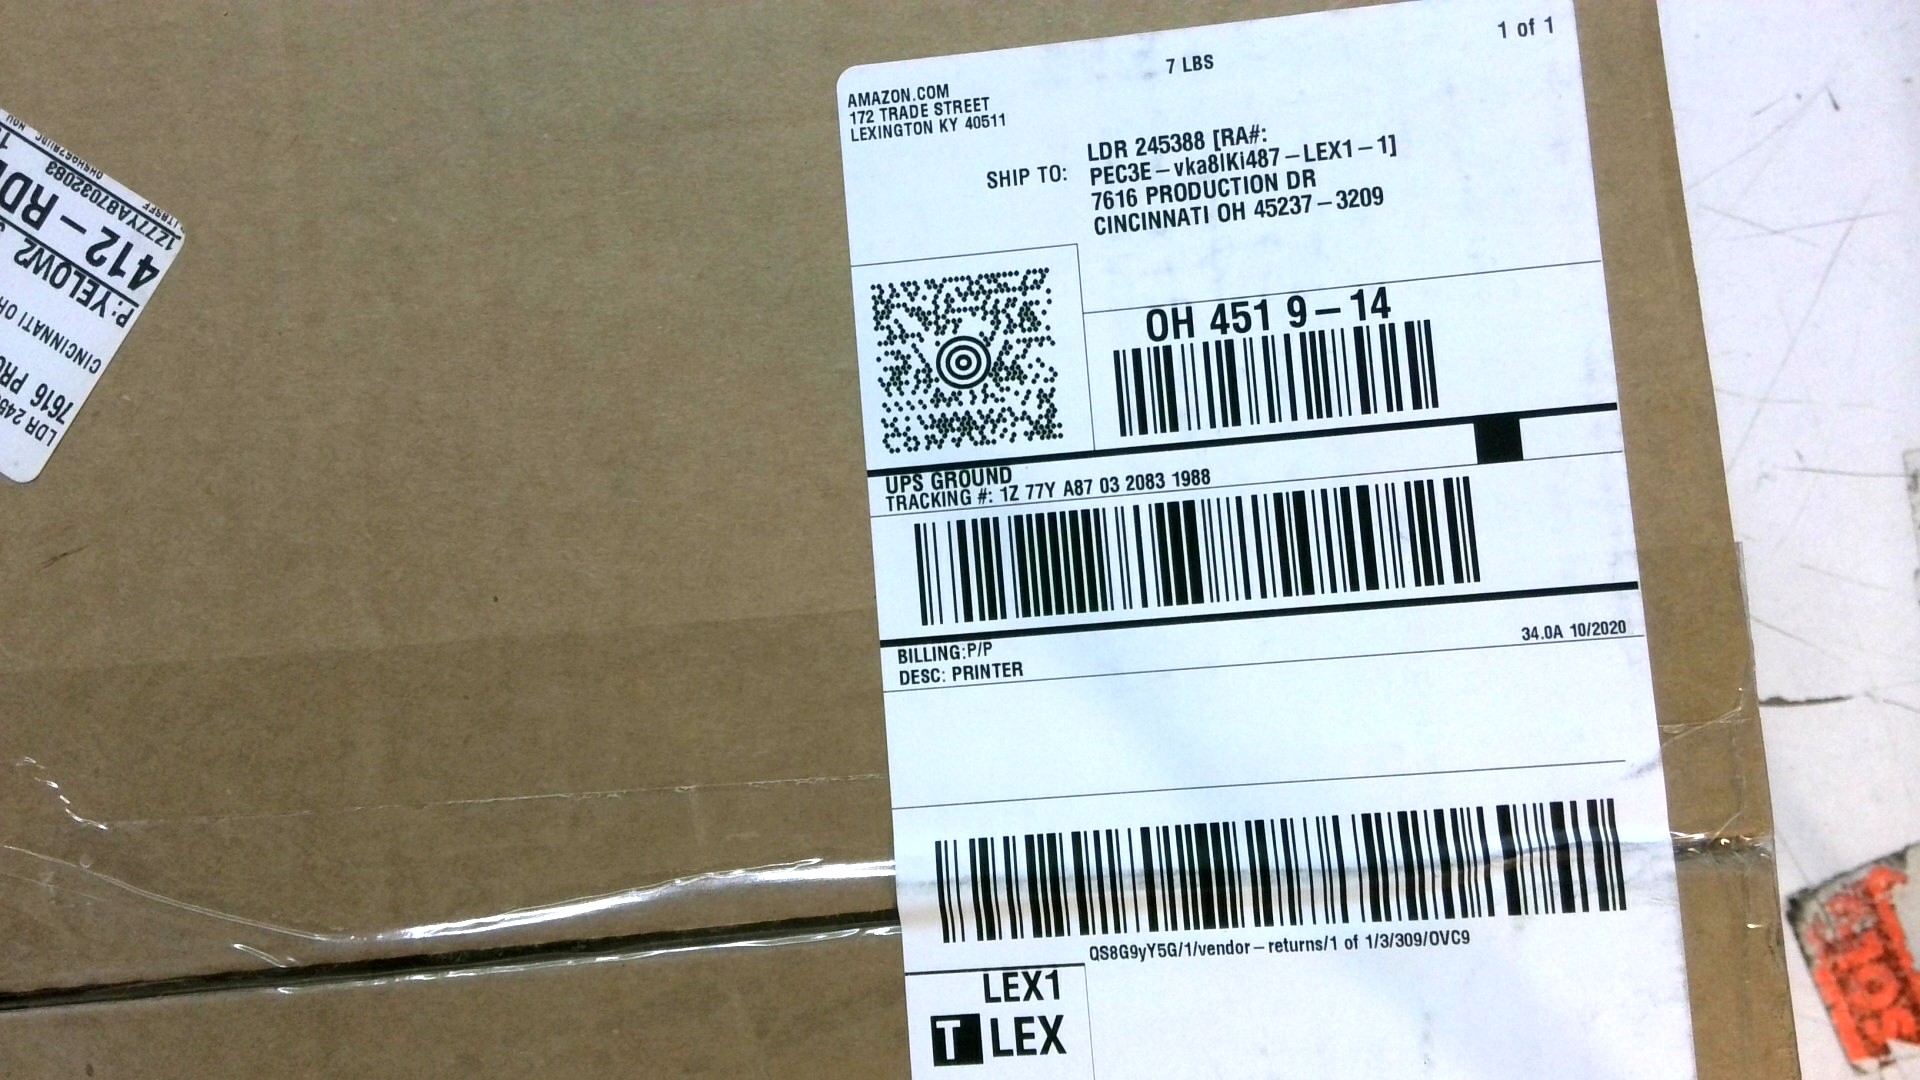 1 of 1
7 LBS
AMAZON.COM
172 TRADE STREET
LEXINGTON KY 40511
SHIP TO:
LDR 245388 [RA#:
PEC3E-vka8lKi487-LEX1-1]
7616 PRODUCTION DR
CINCINNATI OH 45237-3209
OH 451 9-14
UPS GROUND
TRACKING #: 1Z 77Y A87 03 2083 1988
BILLING:P/P
DESC: PRINTER
34.0A 10/2020
QS8G9yY5G/1/vendor-returns/1 of 1/3/309/OVC9
LEX1
T LEX
LDR
7616
CINCINNATI
P: YELOW2
412-RD
1Z77YA87032083